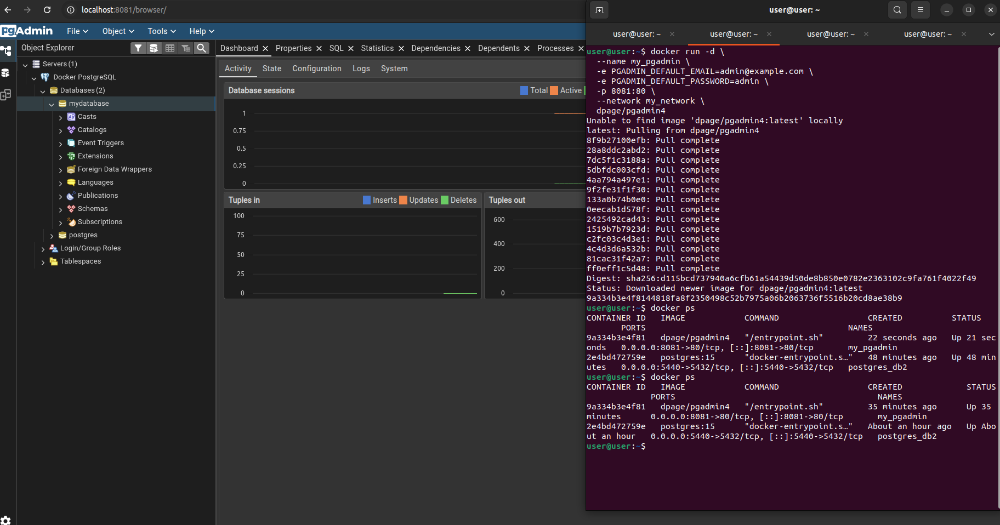 localhost:8081/browser/
pgAdmin
File
Object
Tools
Help
Object Explorer
Servers (1)
Docker PostgreSQL
Databases (2)
mydatabase
Casts
Catalogs
Event Triggers
Extensions
Foreign Data Wrappers
Languages
Publications
Schemas
Subscriptions
postgres
Login/Group Roles
Tablespaces
Dashboard
Properties
SQL
Statistics
Dependencies
Dependents
Processes
Activity
State
Configuration
Logs
System
Database sessions
Total
Active
1
0.75
0.5
0.25
0
Tuples in
Inserts
Updates
Deletes
100
75
50
25
0
Tuples out
600
400
200
0
user@user: ~
user@user: ~
user@user: ~
user@user: ~
user@user: ~
user@user:~$ docker run -d \
--name my_pgadmin \
-e PGADMIN_DEFAULT_EMAIL=admin@example.com \
-e PGADMIN_DEFAULT_PASSWORD=admin \
-p 8081:80 \
--network my_network \
dpage/pgadmin4
Unable to find image 'dpage/pgadmin4:latest' locally
latest: Pulling from dpage/pgadmin4
8f9b27100efb: Pull complete
28a8ddc2abd2: Pull complete
7dc5f1c3188a: Pull complete
5dbfdc003cfd: Pull complete
4aa794a497e1: Pull complete
9f2fe31f1f30: Pull complete
133a0b74b0e0: Pull complete
0eecab1d578f: Pull complete
2425492cad43: Pull complete
1519b7b7923d: Pull complete
c2fc03c4d3e1: Pull complete
4c4d3d6a532b: Pull complete
81cac31f42a7: Pull complete
ff0eff1c5d48: Pull complete
Digest: sha256:d115bcd737940a6cfb61a54439d50de8b850e0782e2363102c9fa761f4022f49
Status: Downloaded newer image for dpage/pgadmin4:latest
9a334b3e4f8144818fa8f2350498c52b7975a06b2063736f5516b20cd8ae38b9
user@user:~$ docker ps
CONTAINER ID   IMAGE            COMMAND                  CREATED          STATUS
PORTS                                         NAMES
9a334b3e4f81   dpage/pgadmin4   "/entrypoint.sh"         22 seconds ago   Up 21 sec
onds   0.0.0.0:8081->80/tcp, [::]:8081->80/tcp       my_pgadmin
2e4bd472759e   postgres:15      "docker-entrypoint.s…"   48 minutes ago   Up 48 min
utes   0.0.0.0:5440->5432/tcp, [::]:5440->5432/tcp   postgres_db2
user@user:~$ docker ps
CONTAINER ID   IMAGE            COMMAND                  CREATED             STATUS
PORTS                                         NAMES
9a334b3e4f81   dpage/pgadmin4   "/entrypoint.sh"         35 minutes ago      Up 35
minutes      0.0.0.0:8081->80/tcp, [::]:8081->80/tcp       my_pgadmin
2e4bd472759e   postgres:15      "docker-entrypoint.s…"   About an hour ago   Up Abo
ut an hour   0.0.0.0:5440->5432/tcp, [::]:5440->5432/tcp   postgres_db2
user@user:~$